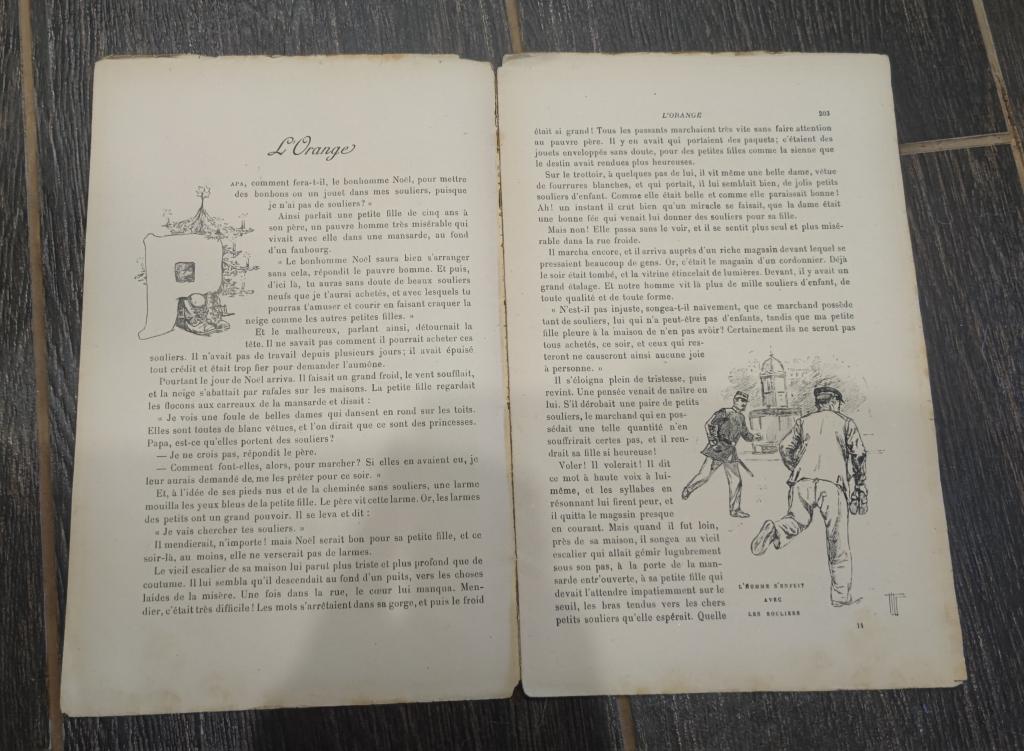 L'Orange
PAPA, comment fera-t-il, le bonhomme Noël, pour mettre
des bonbons ou un jouet dans mes souliers, puisque
je n'ai pas de souliers? »
Ainsi parlait une petite fille de cinq ans à
son père, un pauvre homme très misérable qui
vivait avec elle dans une mansarde, au fond
d'un faubourg.
« Le bonhomme Noël saura bien s'arranger
sans cela, répondit le pauvre homme. Et puis,
d'ici là, tu auras sans doute de beaux souliers
neufs que je t'aurai achetés, et avec lesquels tu
pourras t'amuser et courir en faisant craquer la
neige comme les autres petites filles. »
Et le malheureux, parlant ainsi, détournait la
tête. Il ne savait pas comment il pourrait acheter ces
souliers. Il n'avait pas de travail depuis plusieurs jours; il avait épuisé
tout crédit et était trop fier pour demander l'aumône.
Pourtant le jour de Noël arriva. Il faisait un grand froid, le vent soufflait,
et la neige s'abattait par rafales sur les maisons. La petite fille regardait
les flocons aux carreaux de la mansarde et disait :
« Je vois une foule de belles dames qui dansent en rond sur les toits.
Elles sont toutes de blanc vêtues, et l'on dirait que ce sont des princesses.
Papa, est-ce qu'elles portent des souliers?
— Je ne crois pas, répondit le père.
— Comment font-elles, alors, pour marcher? Si elles en avaient eu, je
leur aurais demandé de me les prêter pour ce soir. »
Et, à l'idée de ses pieds nus et de la cheminée sans souliers, une larme
mouilla les yeux bleus de la petite fille. Le père vit cette larme. Or, les larmes
des petits ont un grand pouvoir. Il se leva et dit :
« Je vais chercher tes souliers. »
Il mendierait, n'importe! mais Noël serait bon pour sa petite fille, et ce
soir-là, au moins, elle ne verserait pas de larmes.
Le vieil escalier de sa maison lui parut plus triste et plus profond que de
coutume. Il lui sembla qu'il descendait au fond d'un puits, vers les choses
laides de la misère. Une fois dans la rue, le cœur lui manqua. Men-
dier, c'était très difficile! Les mots s'arrêtaient dans sa gorge, et puis le froid
L'ORANGE
203
était si grand! Tous les passants marchaient très vite sans faire attention
au pauvre père. Il y en avait qui portaient des paquets; c'étaient des
jouets enveloppés sans doute, pour des petites filles comme la sienne que
le destin avait rendues plus heureuses.
Sur le trottoir, à quelques pas de lui, il vit même une belle dame, vêtue
de fourrures blanches, et qui portait, il lui semblait bien, de jolis petits
souliers d'enfant. Comme elle était belle et comme elle paraissait bonne!
Ah! un instant il crut bien qu'un miracle se faisait, que la dame était
une bonne fée qui venait lui donner des souliers pour sa fille.
Mais non! Elle passa sans le voir, et il se sentit plus seul et plus misé-
rable dans la rue froide.
Il marcha encore, et il arriva auprès d'un riche magasin devant lequel se
pressaient beaucoup de gens. Or, c'était le magasin d'un cordonnier. Déjà
le soir était tombé, et la vitrine étincelait de lumières. Devant, il y avait un
grand étalage. Et notre homme vit là plus de mille souliers d'enfant, de
toute qualité et de toute forme.
« N'est-il pas injuste, songea-t-il naïvement, que ce marchand possède
tant de souliers, lui qui n'a peut-être pas d'enfants, tandis que ma petite
fille pleure à la maison de n'en pas avoir? Certainement ils ne seront pas
tous achetés, ce soir, et ceux qui res-
teront ne causeront ainsi aucune joie
à personne. »
Il s'éloigna plein de tristesse, puis
revint. Une pensée venait de naître en
lui. S'il dérobait une paire de petits
souliers, le marchand qui en pos-
sédait une telle quantité n'en
souffrirait certes pas, et il ren-
drait sa fille si heureuse!
Voler! Il volerait! Il dit
ce mot à haute voix à lui-
même, et les syllabes en
résonnant lui firent peur, et
il quitta le magasin presque
en courant. Mais quand il fut loin,
près de sa maison, il songea au vieil
escalier qui allait gémir lugubrement
sous son pas, à la porte de la man-
sarde entr'ouverte, à sa petite fille qui
devait l'attendre impatiemment sur le
seuil, les bras tendus vers les chers
petits souliers qu'elle espérait. Quelle
L'HOMME S'ENFUIT
AVEC
LES SOULIERS
14